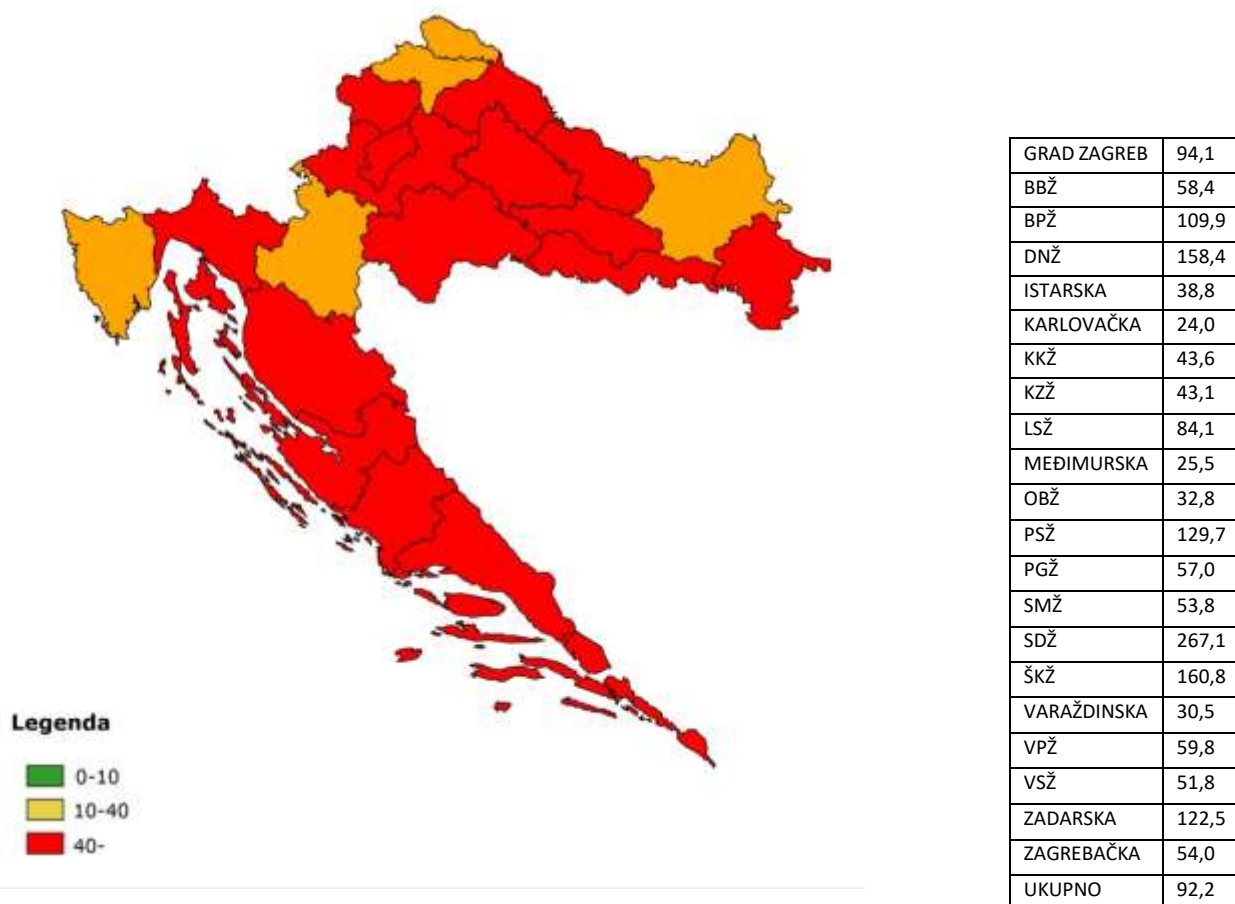 GRAD ZAGREB 94,1
BBŽ 58,4
BPŽ 109,9
DNŽ 158,4
ISTARSKA 38,8
KARLOVAČKA 24,0
KKŽ 43,6
KZŽ 43,1
LSŽ 84,1
MEĐIMURSKA 25,5
OBŽ 32,8
PSŽ 129,7
PGŽ 57,0
SMŽ 53,8
SDŽ 267,1
ŠKŽ 160,8
VARAŽDINSKA 30,5
VPŽ 59,8
VSŽ 51,8
ZADARSKA 122,5
ZAGREBAČKA 54,0
UKUPNO 92,2
Legenda
0-10
10-40
40-